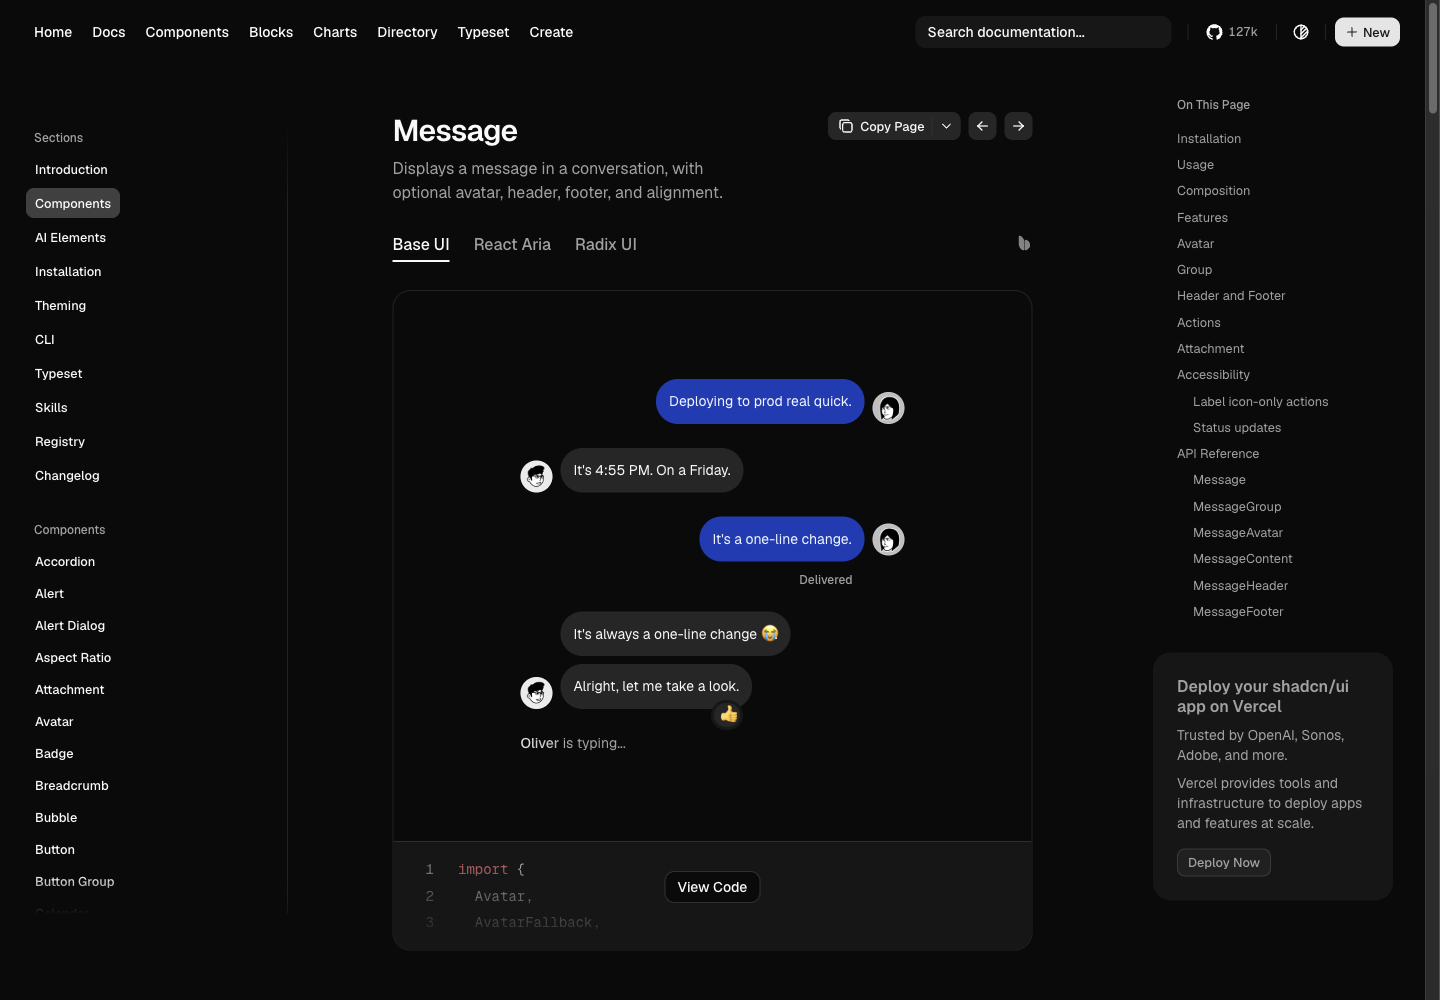 Home Docs Components Blocks Charts Directory Typeset Create
Search documentation...
127k
New
Sections
Introduction
Components
AI Elements
Installation
Theming
CLI
Typeset
Skills
Registry
Changelog
Components
Accordion
Alert
Alert Dialog
Aspect Ratio
Attachment
Avatar
Badge
Breadcrumb
Bubble
Button
Button Group
Calendar
Message
Copy Page
Displays a message in a conversation, with
optional avatar, header, footer, and alignment.
Base UI React Aria Radix UI
Deploying to prod real quick.
It's 4:55 PM. On a Friday.
It's a one-line change.
Delivered
It's always a one-line change 😭
Alright, let me take a look.
👍
Oliver is typing...
1 import {
2 Avatar,
3 AvatarFallback,
View Code
On This Page
Installation
Usage
Composition
Features
Avatar
Group
Header and Footer
Actions
Attachment
Accessibility
Label icon-only actions
Status updates
API Reference
Message
MessageGroup
MessageAvatar
MessageContent
MessageHeader
MessageFooter
Deploy your shadcn/ui
app on Vercel
Trusted by OpenAI, Sonos,
Adobe, and more.
Vercel provides tools and
infrastructure to deploy apps
and features at scale.
Deploy Now